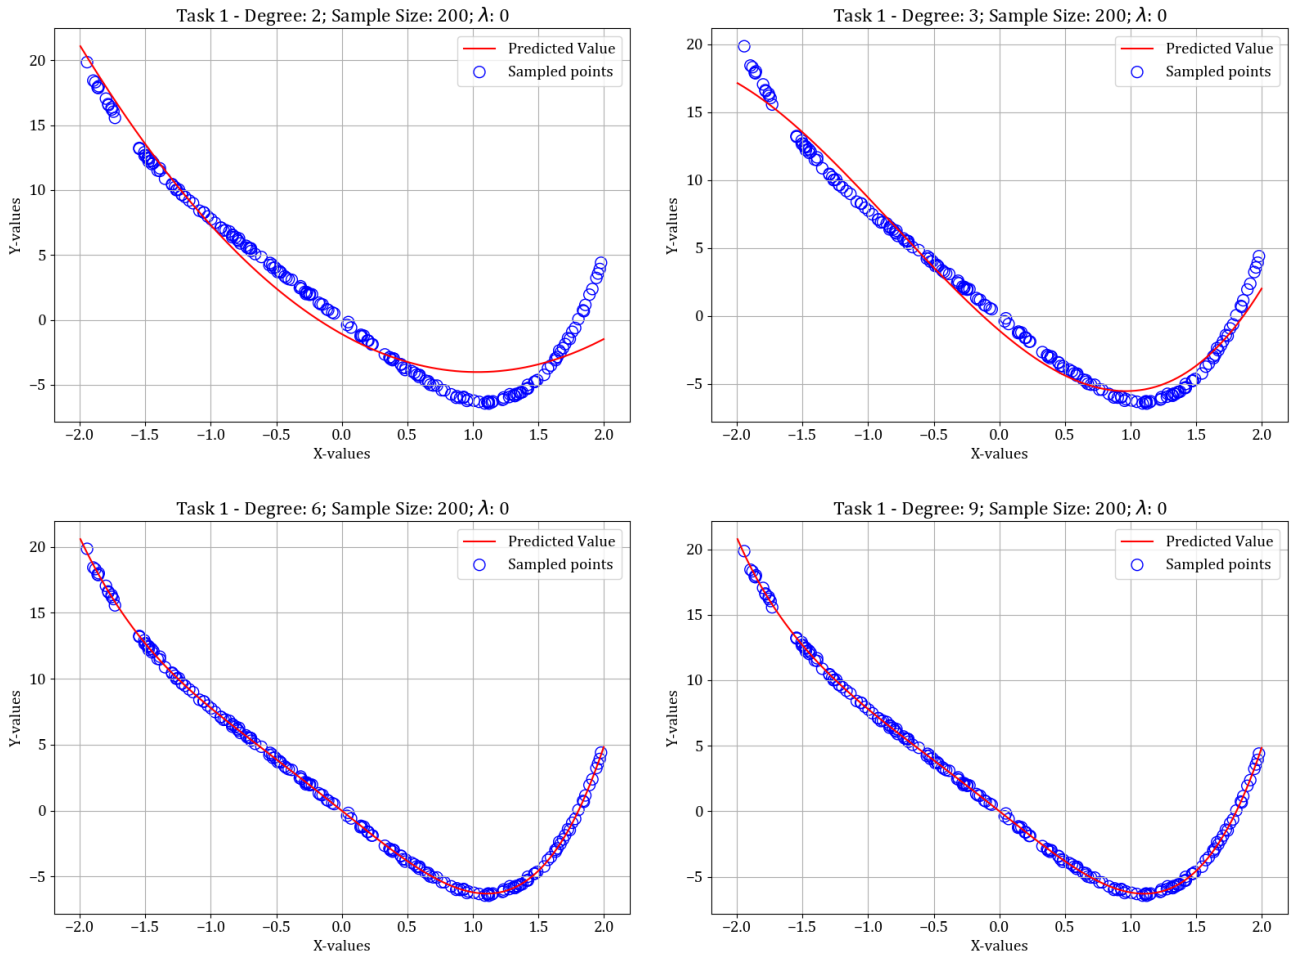 Task 1 - Degree: 2; Sample Size: 200; λ: 0
Predicted Value
Sampled points
20
15
10
5
0
−5
Y-values
−2.0 −1.5 −1.0 −0.5 0.0 0.5 1.0 1.5 2.0
X-values
Task 1 - Degree: 3; Sample Size: 200; λ: 0
Predicted Value
Sampled points
20
15
10
5
0
−5
Y-values
−2.0 −1.5 −1.0 −0.5 0.0 0.5 1.0 1.5 2.0
X-values
Task 1 - Degree: 6; Sample Size: 200; λ: 0
Predicted Value
Sampled points
20
15
10
5
0
−5
Y-values
−2.0 −1.5 −1.0 −0.5 0.0 0.5 1.0 1.5 2.0
X-values
Task 1 - Degree: 9; Sample Size: 200; λ: 0
Predicted Value
Sampled points
20
15
10
5
0
−5
Y-values
−2.0 −1.5 −1.0 −0.5 0.0 0.5 1.0 1.5 2.0
X-values